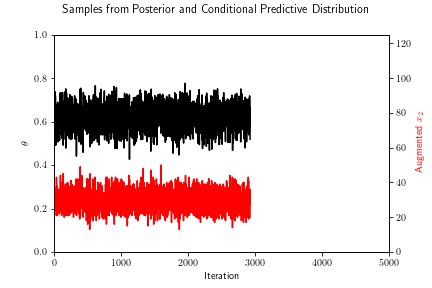 Samples from Posterior and Conditional Predictive Distribution
1.0
0.8
0.6
0.4
0.2
0.0
θ
120
100
80
60
40
20
0
Augmented x₂
0 1000 2000 3000 4000 5000
Iteration